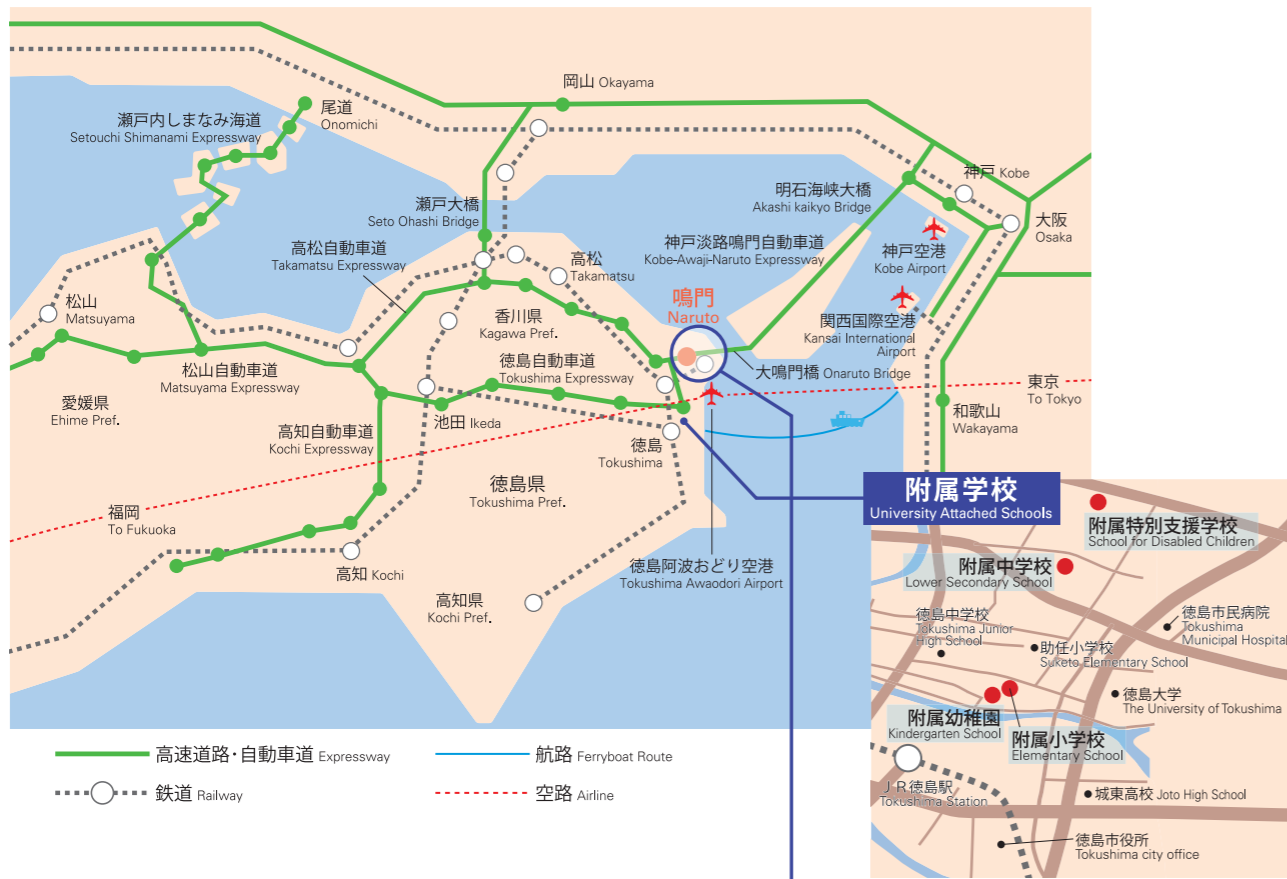 岡山 Okayama
尾道
Onomichi
瀬戸内しまなみ海道
Setouchi Shimanami Expressway
神戸 Kobe
明石海峡大橋
Akashi kaikyo Bridge
瀬戸大橋
Seto Ohashi Bridge
大阪
Osaka
高松自動車道
Takamatsu Expressway
高松
Takamatsu
神戸淡路鳴門自動車道
Kobe-Awaji-Naruto Expressway
神戸空港
Kobe Airport
松山
Matsuyama
鳴門
Naruto
香川県
Kagawa Pref.
関西国際空港
Kansai International
Airport
松山自動車道
Matsuyama Expressway
徳島自動車道
Tokushima Expressway
大鳴門橋 Onaruto Bridge
東京
To Tokyo
愛媛県
Ehime Pref.
高知自動車道
Kochi Expressway
池田 Ikeda
徳島
Tokushima
和歌山
Wakayama
徳島県
Tokushima Pref.
福岡
To Fukuoka
高知 Kochi
高知県
Kochi Pref.
徳島阿波おどり空港
Tokushima Awaodori Airport
附属学校
University Attached Schools
附属特別支援学校
School for Disabled Children
附属中学校
Lower Secondary School
徳島中学校
Tokushima Junior
High School
徳島市民病院
Tokushima
Municipal Hospital
助任小学校
Suketo Elementary School
徳島大学
The University of Tokushima
附属幼稚園
Kindergarten School
附属小学校
Elementary School
JR徳島駅
Tokushima Station
城東高校 Joto High School
徳島市役所
Tokushima city office
高速道路・自動車道 Expressway
航路 Ferryboat Route
鉄道 Railway
空路 Airline